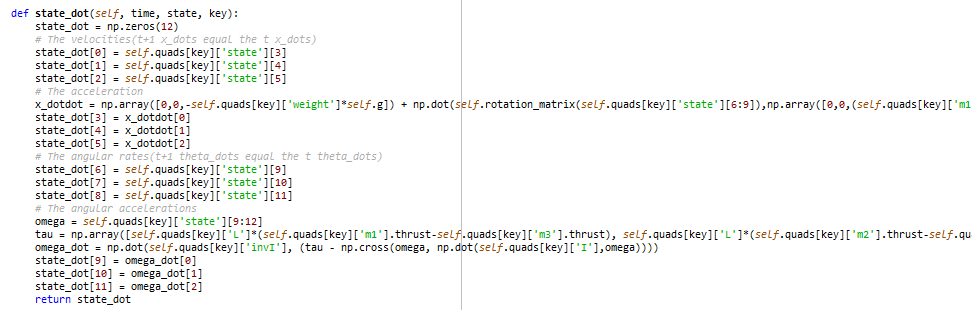 def state_dot(self, time, state, key):
    state_dot = np.zeros(12)
    # The velocities(t+1 x_dots equal the t x_dots)
    state_dot[0] = self.quads[key]['state'][3]
    state_dot[1] = self.quads[key]['state'][4]
    state_dot[2] = self.quads[key]['state'][5]
    # The acceleration
    x_dotdot = np.array([0,0,-self.quads[key]['weight']*self.g]) + np.dot(self.rotation_matrix(self.quads[key]['state'][6:9]),np.array([0,0,(self.quads[key]['m1
    state_dot[3] = x_dotdot[0]
    state_dot[4] = x_dotdot[1]
    state_dot[5] = x_dotdot[2]
    # The angular rates(t+1 theta_dots equal the t theta_dots)
    state_dot[6] = self.quads[key]['state'][9]
    state_dot[7] = self.quads[key]['state'][10]
    state_dot[8] = self.quads[key]['state'][11]
    # The angular accelerations
    omega = self.quads[key]['state'][9:12]
    tau = np.array([self.quads[key]['L']*(self.quads[key]['m1'].thrust-self.quads[key]['m3'].thrust), self.quads[key]['L']*(self.quads[key]['m2'].thrust-self.qu
    omega_dot = np.dot(self.quads[key]['invI'], (tau - np.cross(omega, np.dot(self.quads[key]['I'],omega))))
    state_dot[9] = omega_dot[0]
    state_dot[10] = omega_dot[1]
    state_dot[11] = omega_dot[2]
    return state_dot